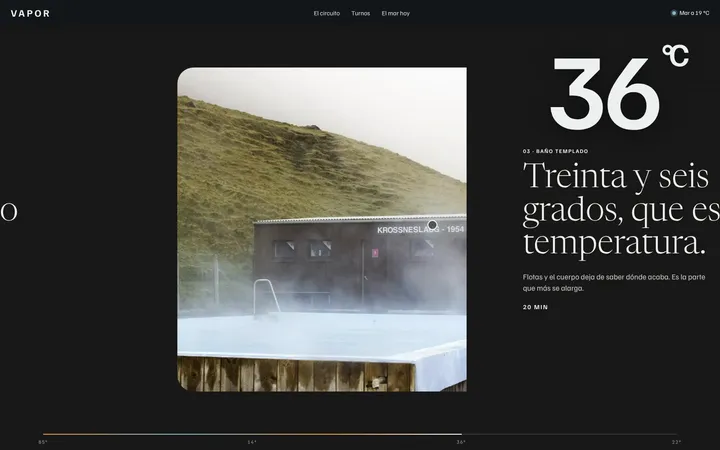 VAPOR
El circuito
Turnos
El mar hoy
Mar a 19 °C
36 °C
03 · BAÑO TEMPLADO
Treinta y seis
grados, que es
temperatura.
Flotas y el cuerpo deja de saber dónde acaba. Es la parte
que más se alarga.
20 MIN
o
- 1954
85°
14°
36°
32°